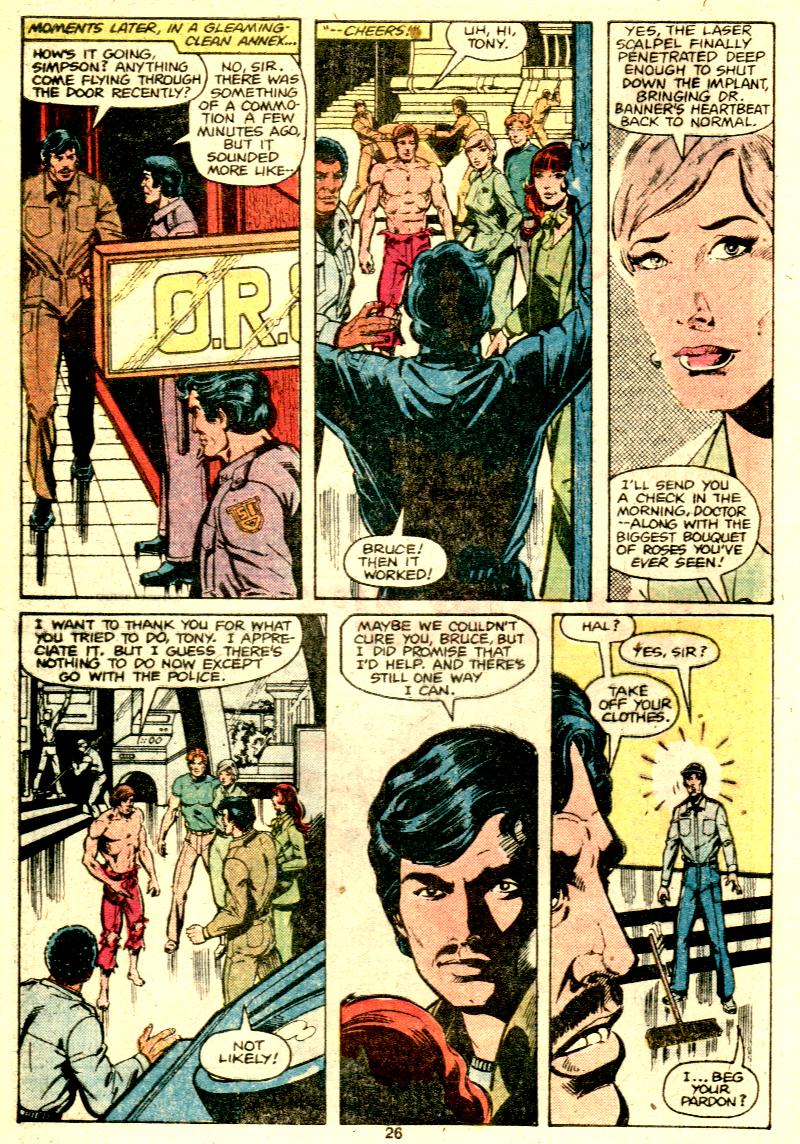 MOMENTS LATER, IN A GLEAMING-
CLEAN ANNEX...
HOW'S IT GOING,
SIMPSON? ANYTHING
COME FLYING THROUGH
THE DOOR RECENTLY?
NO, SIR.
THERE WAS
SOMETHING
OF A COMMO-
TION A FEW
MINUTES AGO,
BUT IT
SOUNDED
MORE LIKE--
O.R.
"--CHEERS!"
UH, HI,
TONY.
BRUCE!
THEN IT
WORKED!
YES, THE LASER
SCALPEL FINALLY
PENETRATED DEEP
ENOUGH TO SHUT
DOWN THE IMPLANT,
BRINGING DR.
BANNER'S HEARTBEAT
BACK TO NORMAL.
I'LL SEND YOU
A CHECK IN THE
MORNING, DOCTOR
--ALONG WITH THE
BIGGEST BOUQUET
OF ROSES YOU'VE
EVER SEEN!
I WANT TO THANK YOU FOR WHAT
YOU TRIED TO DO, TONY. I APPRE-
CIATE IT. BUT I GUESS THERE'S
NOTHING TO DO NOW EXCEPT
GO WITH THE POLICE.
NOT
LIKELY!
MAYBE WE COULDN'T
CURE YOU, BRUCE, BUT
I DID PROMISE THAT
I'D HELP. AND THERE'S
STILL ONE WAY
I CAN.
HAL?
YES, SIR?
TAKE
OFF YOUR
CLOTHES.
I...BEG
YOUR
PARDON?
26